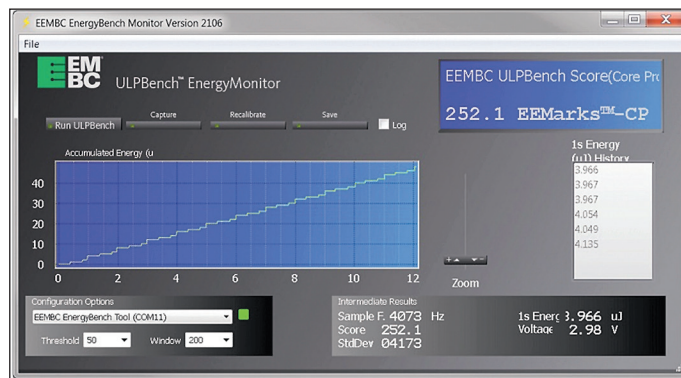 EEMBC EnergyBench Monitor Version 2106
File
EEMBC
ULPBench™ EnergyMonitor
EEMBC ULPBench Score(Core Pro
252.1 EEMarks™-CP
Run ULPBench
Capture
Recalibrate
Save
Log
Accumulated Energy (u
40
30
20
10
0
0 2 4 6 8 10 12
Zoom
1s Energy
(uJ) History
3.966
3.967
3.967
4.054
4.049
4.135
Configuration Options
EEMBC EnergyBench Tool (COM11)
Threshold 50 Window 200
Intermediate Results
Sample F. 4073 Hz
Score 252.1
StdDev 04173
1s Energ 3.966 uJ
Voltage 2.98 V